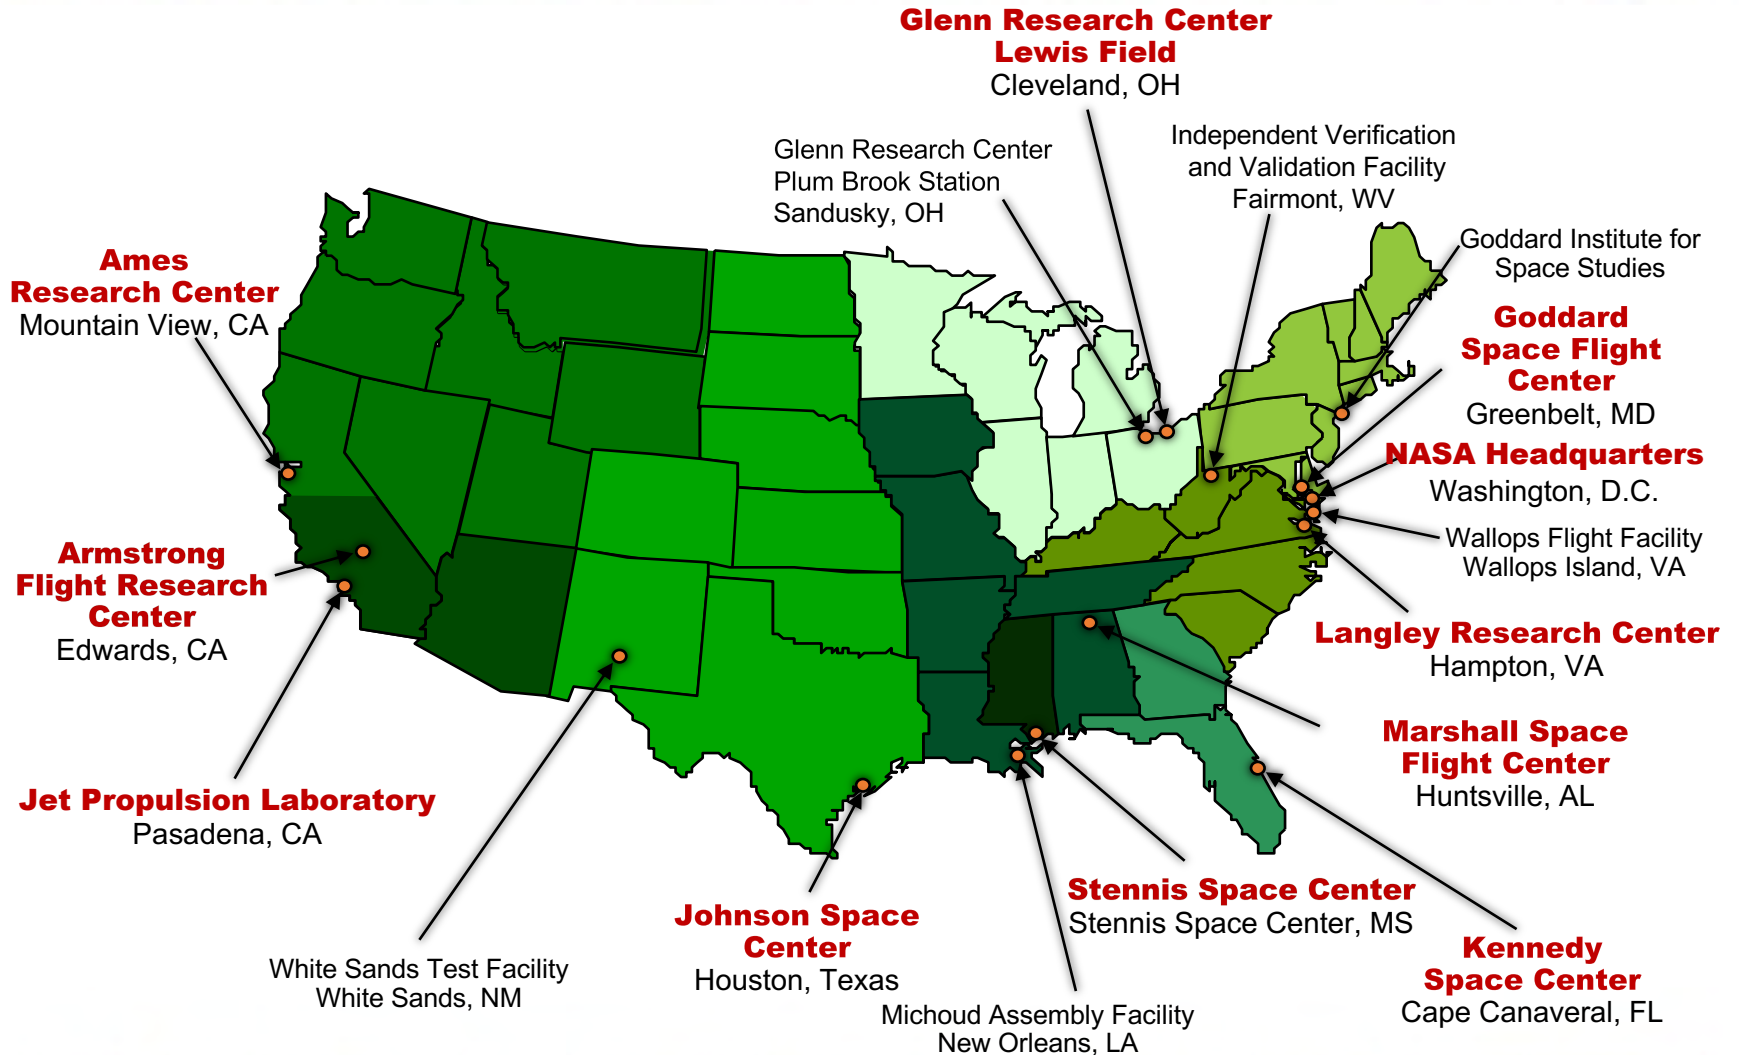 Glenn Research Center
Lewis Field
Cleveland, OH
Glenn Research Center
Plum Brook Station
Sandusky, OH
Independent Verification
and Validation Facility
Fairmont, WV
Goddard Institute for
Space Studies
Ames
Research Center
Mountain View, CA
Goddard
Space Flight
Center
Greenbelt, MD
NASA Headquarters
Washington, D.C.
Wallops Flight Facility
Wallops Island, VA
Armstrong
Flight Research
Center
Edwards, CA
Langley Research Center
Hampton, VA
Marshall Space
Flight Center
Huntsville, AL
Jet Propulsion Laboratory
Pasadena, CA
Stennis Space Center
Stennis Space Center, MS
Johnson Space
Center
Houston, Texas
Kennedy
Space Center
Cape Canaveral, FL
White Sands Test Facility
White Sands, NM
Michoud Assembly Facility
New Orleans, LA